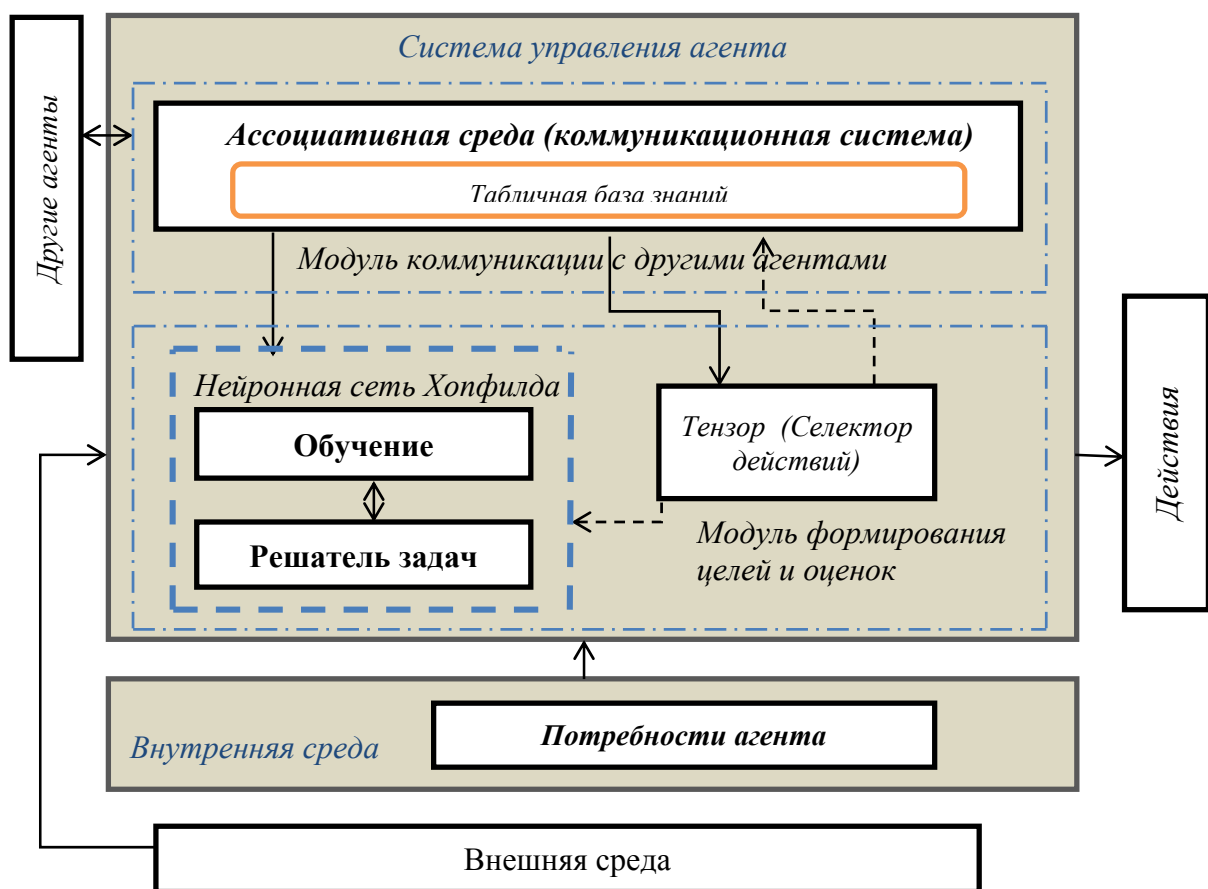 Система управления агента
Другие агенты
Ассоциативная среда (коммуникационная система)
Табличная база знаний
Модуль коммуникации с другими агентами
Нейронная сеть Хопфилда
Обучение
Решатель задач
Тензор (Селектор
действий)
Модуль формирования
целей и оценок
Действия
Внутренняя среда
Потребности агента
Внешняя среда